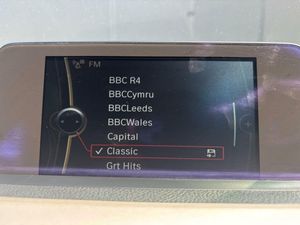 FM
BBC R4
BBCCymru
BBCLeeds
BBCWales
Capital
✓ Classic
Grt Hits